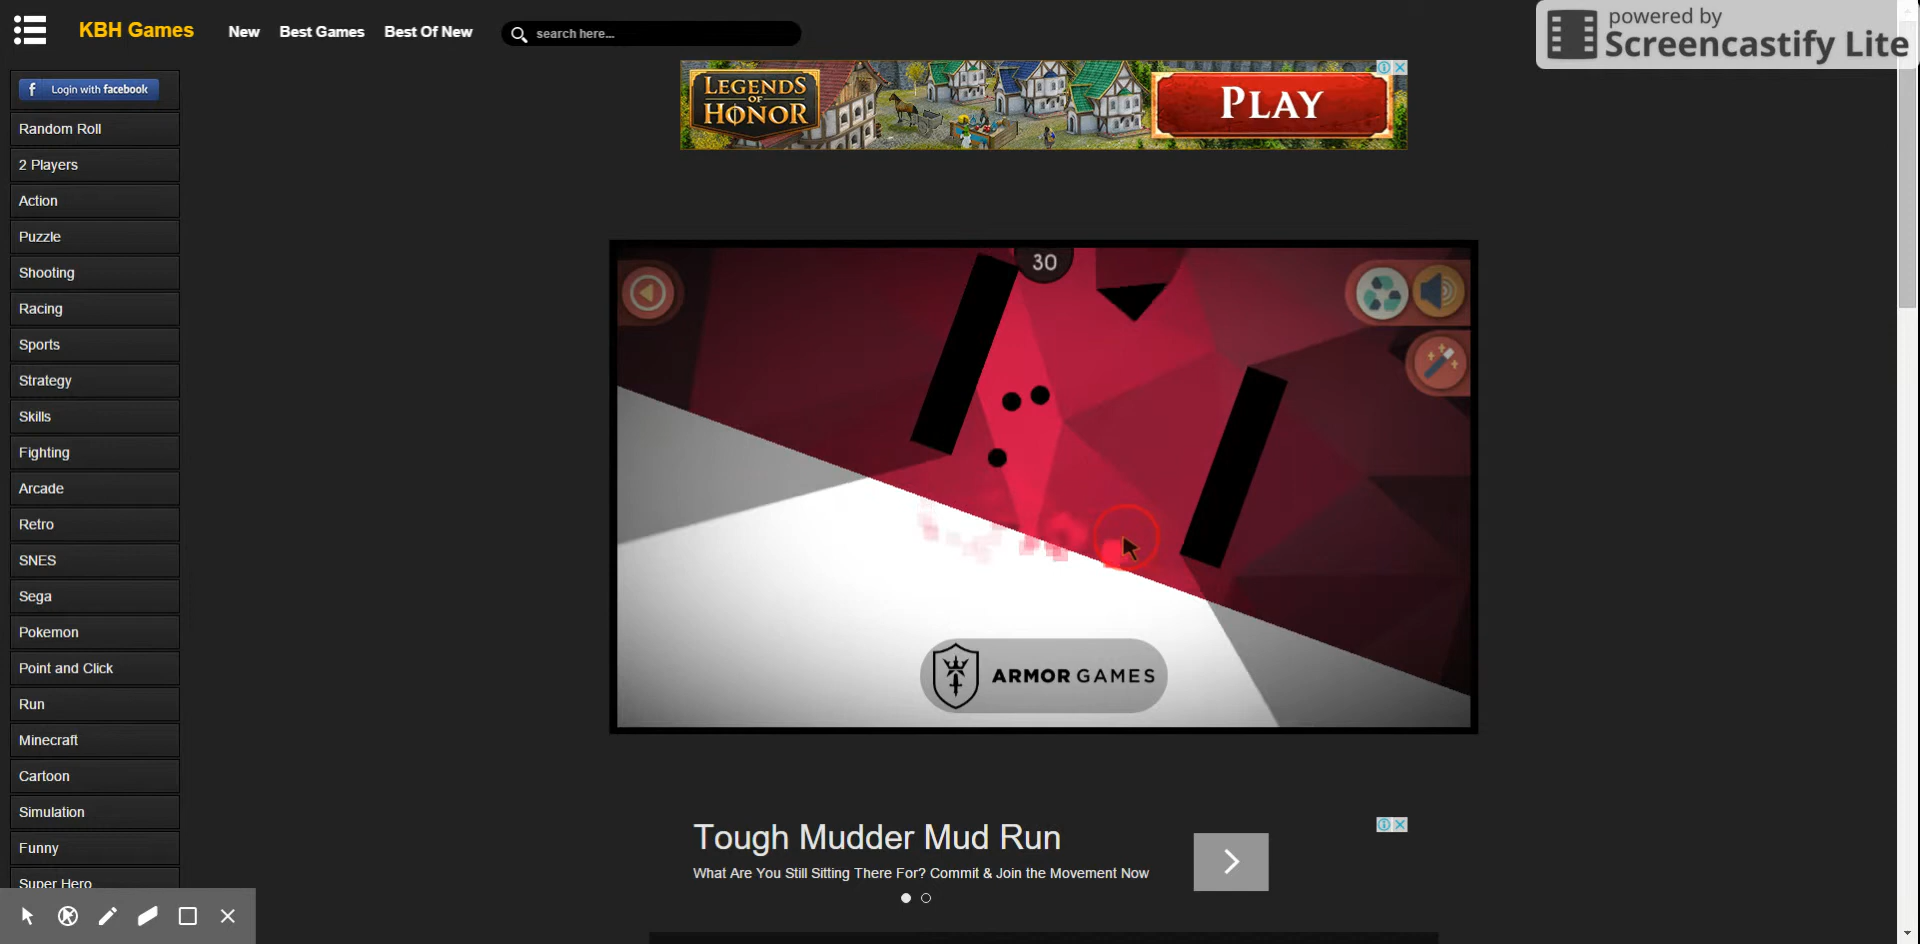 KBH Games
New
Best Games
Best Of New
search here...
powered by
Screencastify Lite
Login with facebook
Random Roll
2 Players
Action
Puzzle
Shooting
Racing
Sports
Strategy
Skills
Fighting
Arcade
Retro
SNES
Sega
Pokemon
Point and Click
Run
Minecraft
Cartoon
Simulation
Funny
Super Hero
LEGENDS
OF
HONOR
PLAY
30
ARMOR GAMES
Tough Mudder Mud Run
What Are You Still Sitting There For? Commit & Join the Movement Now